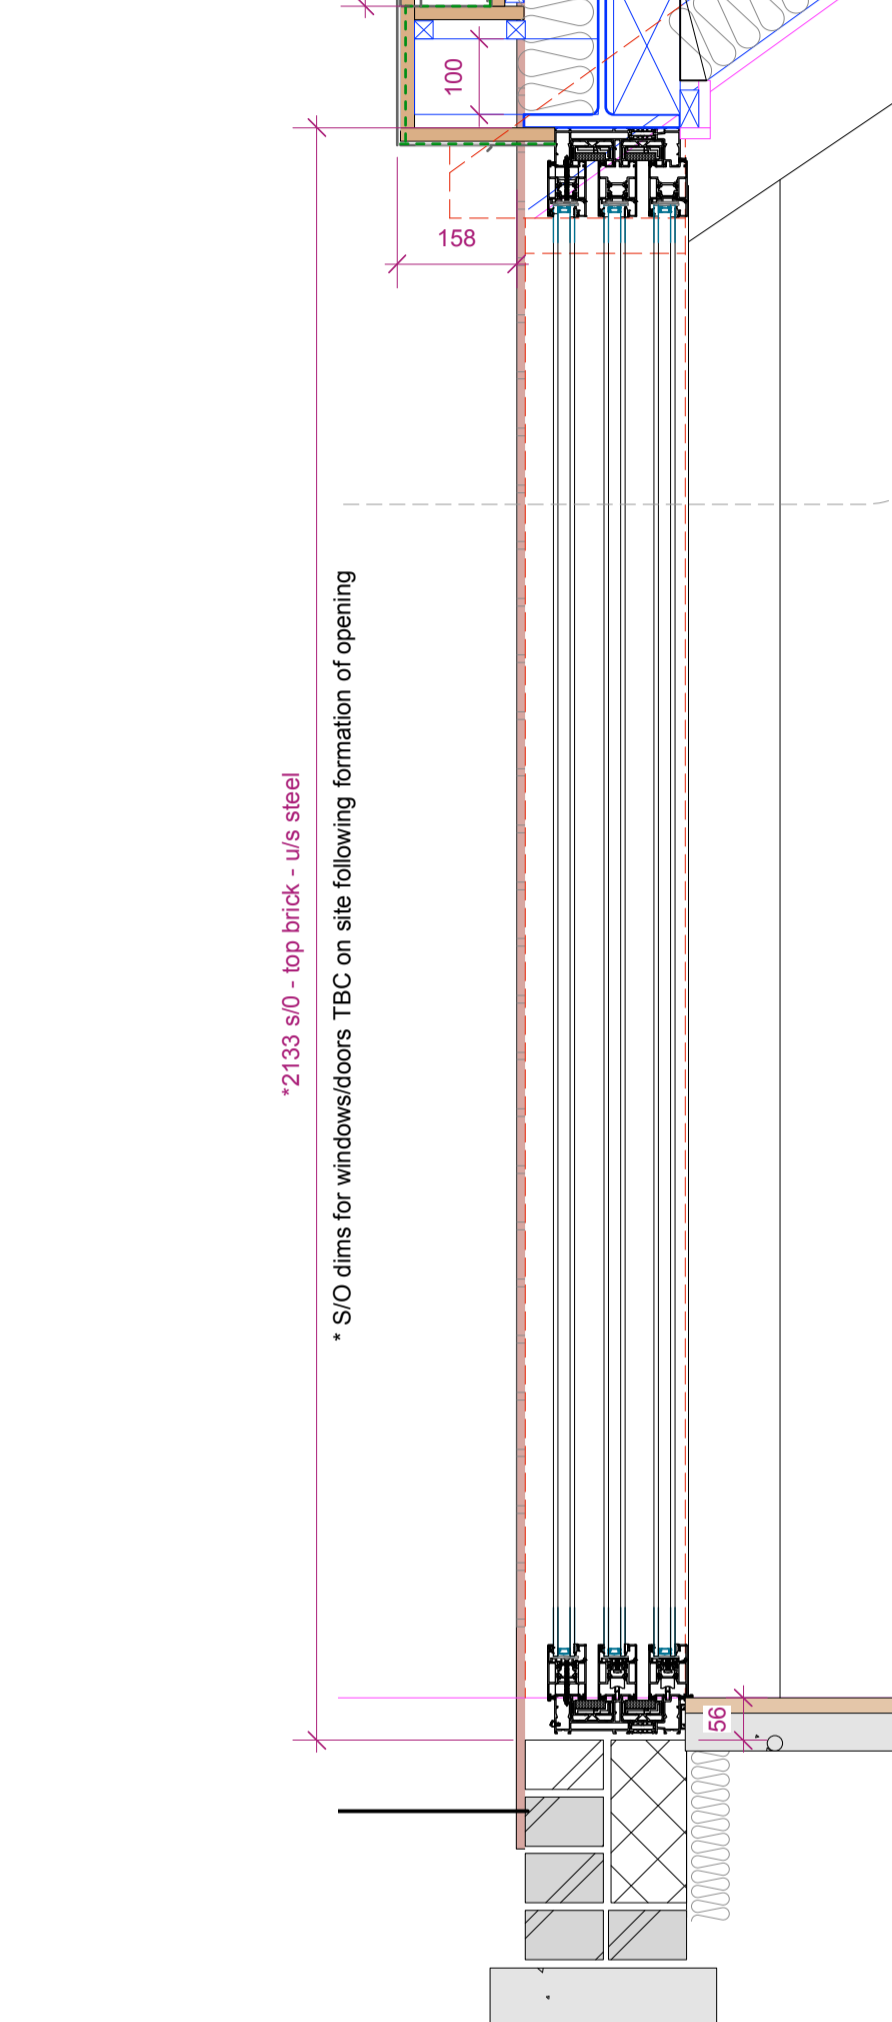 100
158
*2133 s/0 - top brick - u/s steel
* S/O dims for windows/doors TBC on site following formation of opening
56